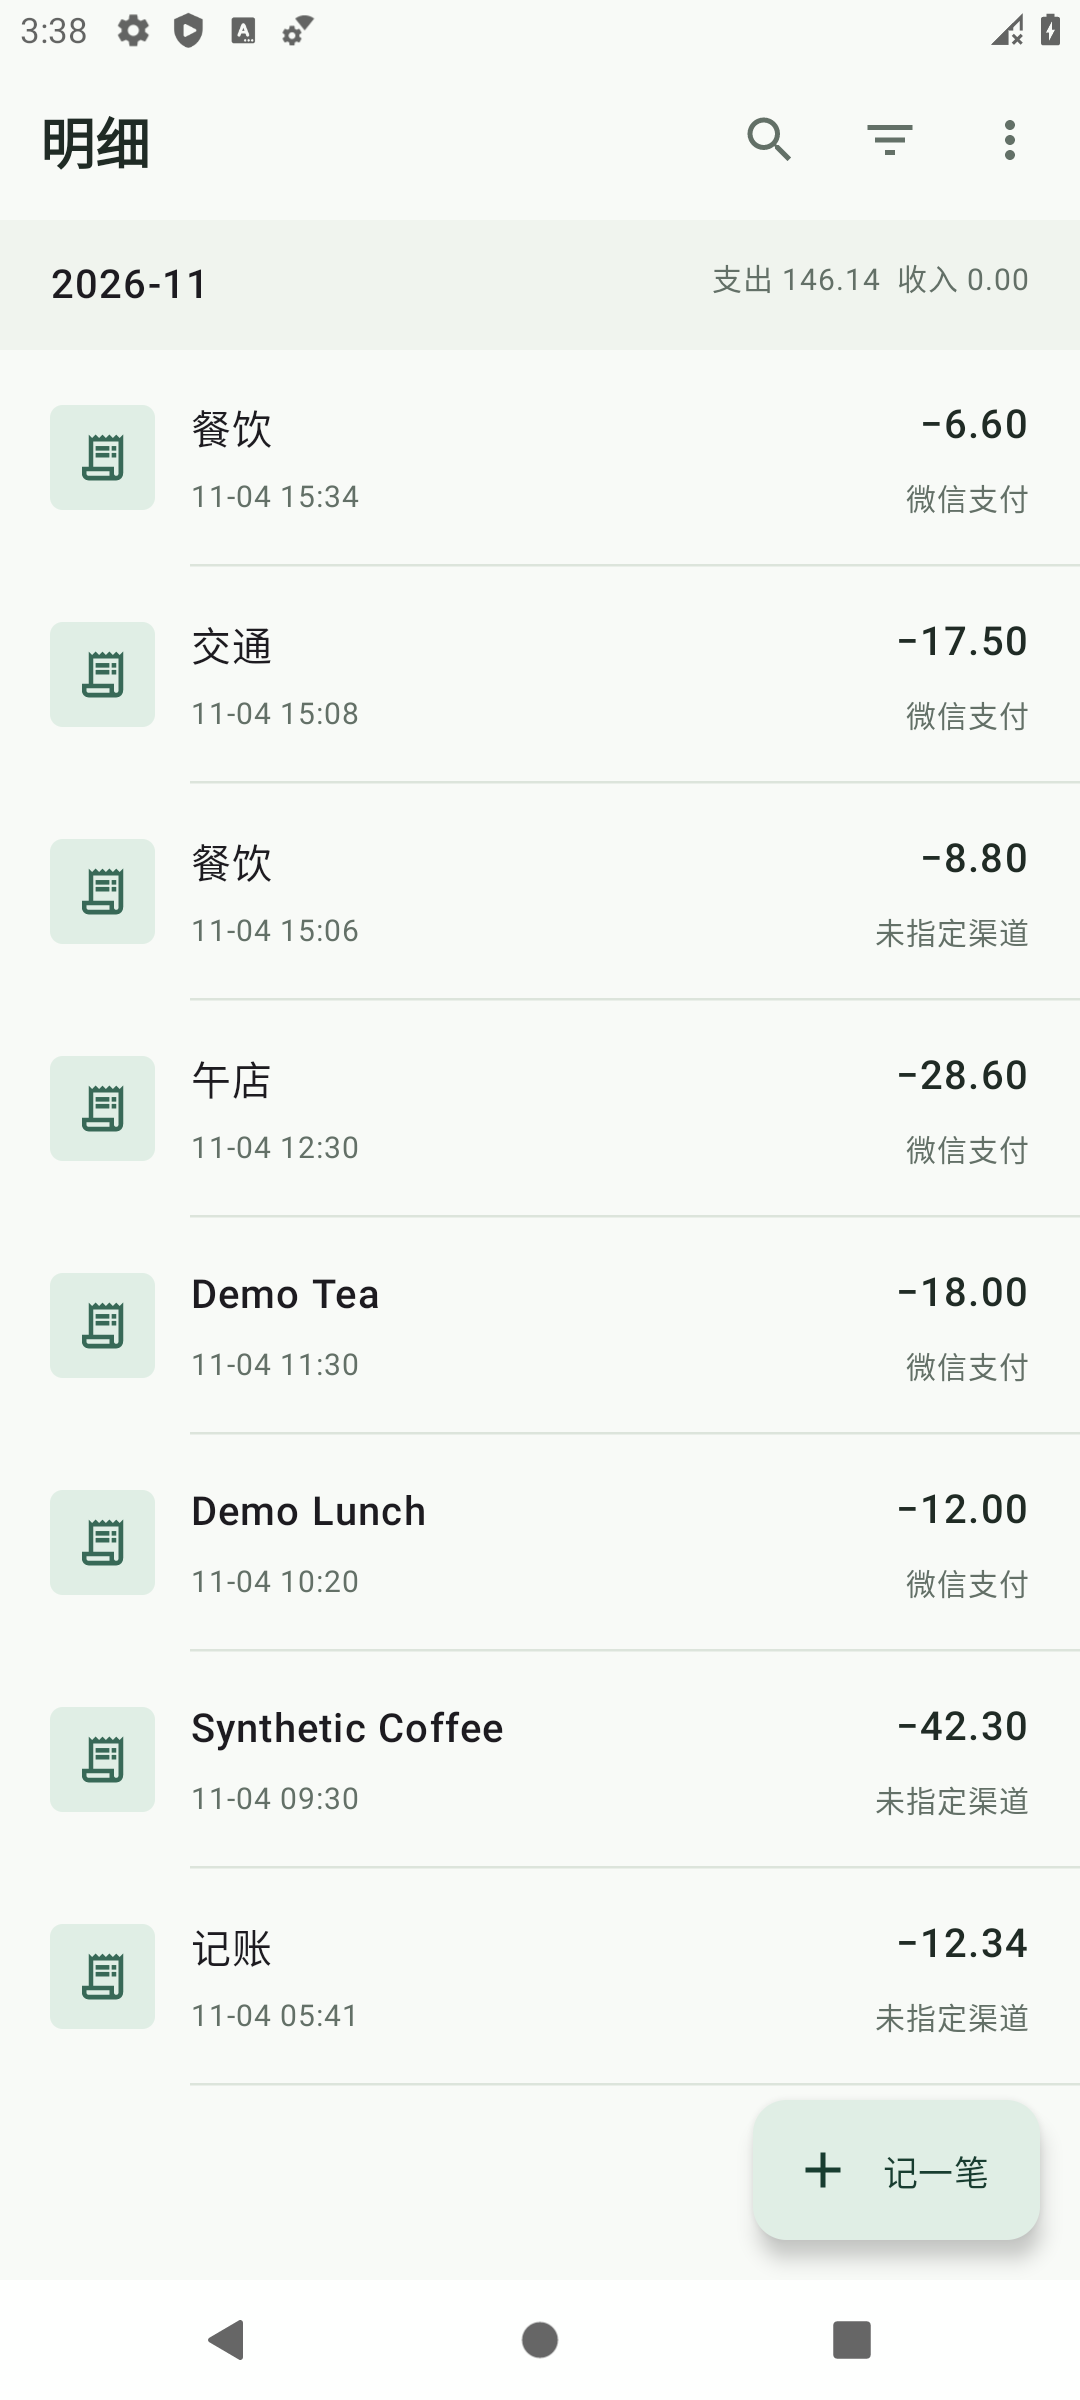 3:38
明细
2026-11
支出 146.14 收入 0.00
餐饮
−6.60
11-04 15:34
微信支付
交通
−17.50
11-04 15:08
微信支付
餐饮
−8.80
11-04 15:06
未指定渠道
午店
−28.60
11-04 12:30
微信支付
Demo Tea
−18.00
11-04 11:30
微信支付
Demo Lunch
−12.00
11-04 10:20
微信支付
Synthetic Coffee
−42.30
11-04 09:30
未指定渠道
记账
−12.34
11-04 05:41
未指定渠道
记一笔